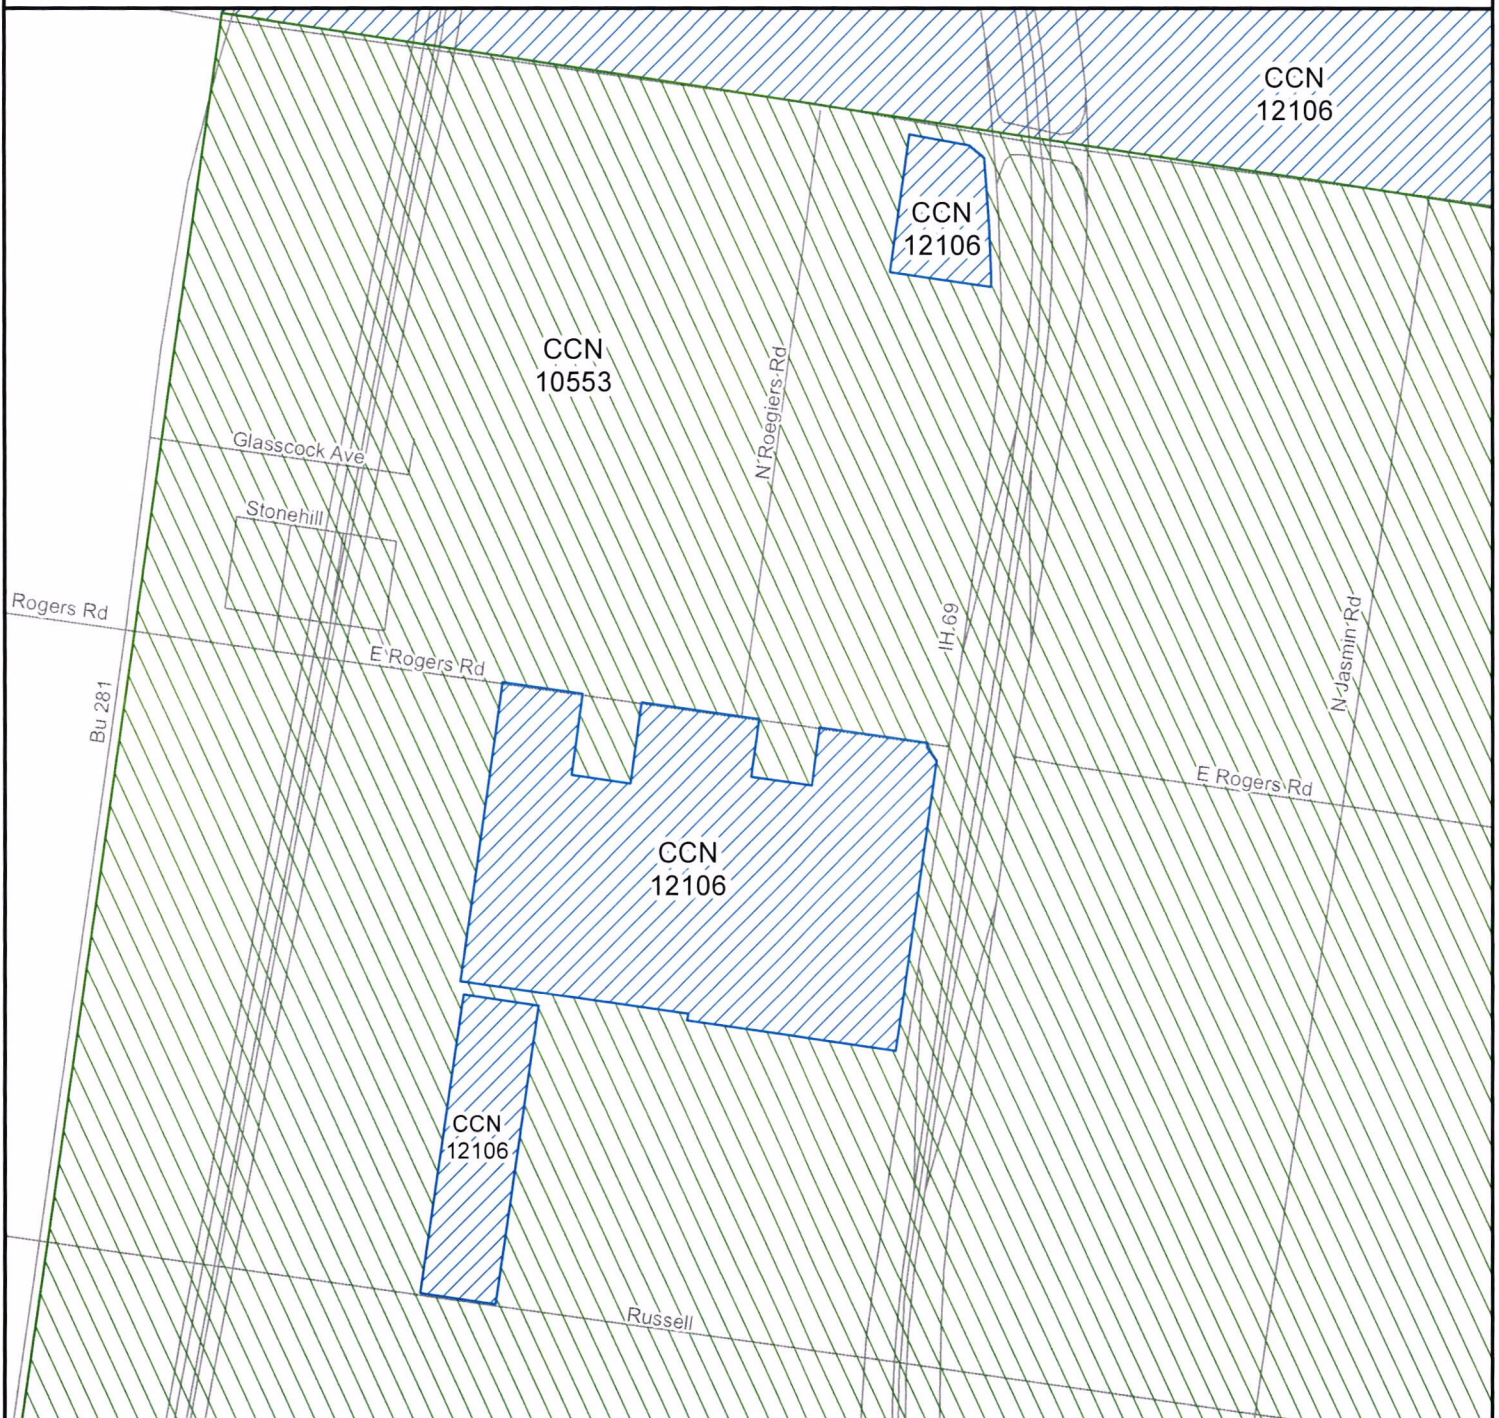 CCN
12106
CCN
12106
CCN
10553
N Roegiers Rd
Glasscock Ave
Stonehill
Rogers Rd
E Rogers Rd
IH 69
N Jasmin Rd
Bu 281
E Rogers Rd
CCN
12106
CCN
12106
Russell